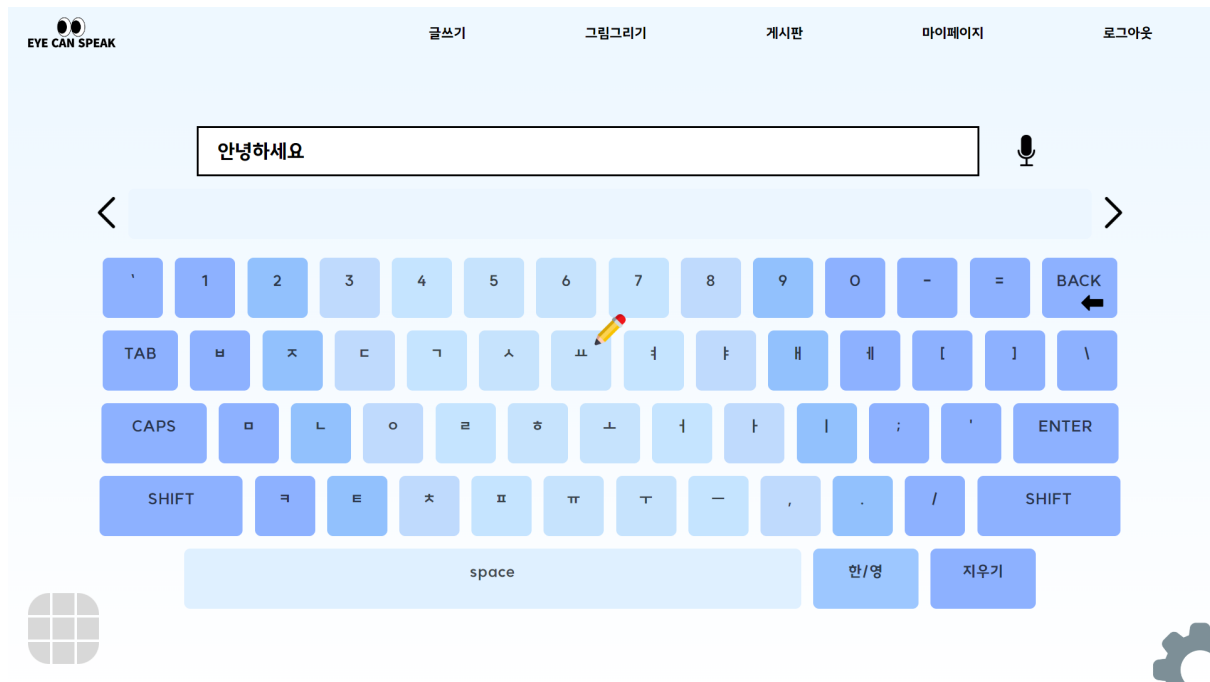 EYE CAN SPEAK
글쓰기 그림그리기 게시판 마이페이지 로그아웃
안녕하세요
` 1 2 3 4 5 6 7 8 9 0 - = BACK
TAB ㅂ ㅈ ㄷ ㄱ ㅅ ㅛ ㅕ ㅑ ㅐ ㅔ [ ] \
CAPS ㅁ ㄴ ㅇ ㄹ ㅎ ㅗ ㅓ ㅏ ㅣ ; ' ENTER
SHIFT ㅋ ㅌ ㅊ ㅍ ㅠ ㅜ ㅡ , . / SHIFT
space 한/영 지우기